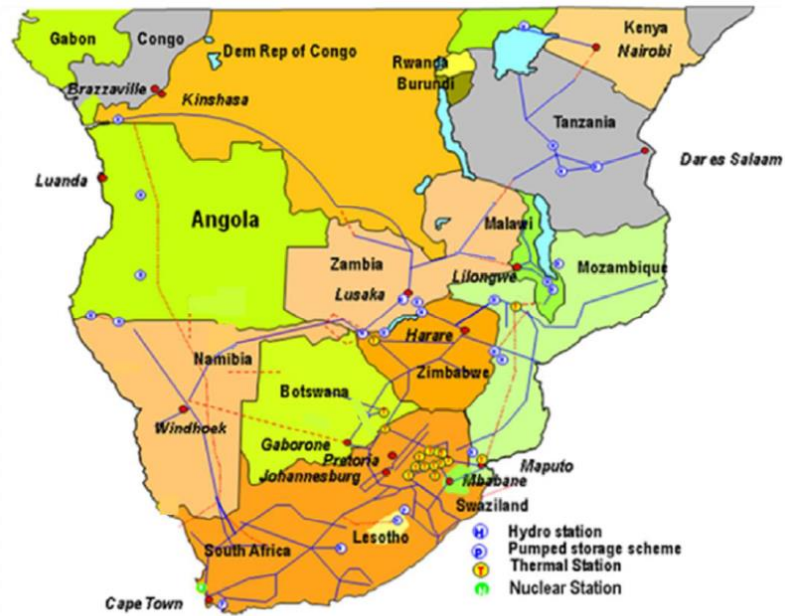 Gabon
Congo
Dem Rep of Congo
Kenya
Nairobi
Rwanda
Burundi
Brazzaville
Kinshasa
Tanzania
Dar es Salaam
Luanda
Angola
Malawi
Zambia
Lilongwe
Mozambique
Lusaka
Harare
Namibia
Zimbabwe
Botswana
Windhoek
Gaborone
Pretoria
Johannesburg
Maputo
Mbabane
Swaziland
Lesotho
South Africa
Cape Town
H Hydro station
P Pumped storage scheme
T Thermal Station
N Nuclear Station